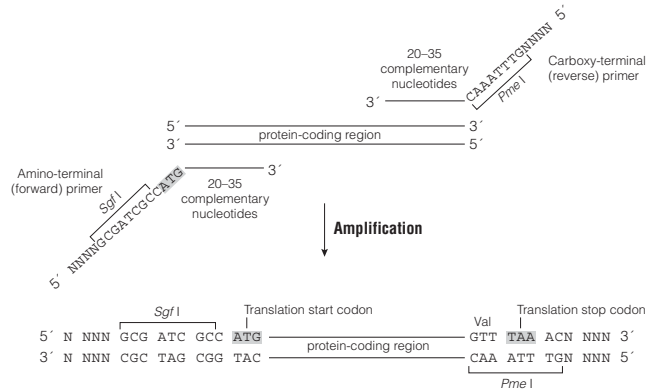 5´
20–35
complementary
nucleotides
CAAATTTGNNNN
Pme I
Carboxy-terminal
(reverse) primer
3´
5´ 3´
protein-coding region
3´ 5´
Amino-terminal
(forward) primer
Sgf I
NNNNGCGATCGCCATG
3´
20–35
complementary
nucleotides
5´
Amplification
Sgf I Translation start codon Val Translation stop codon
5´ N NNN GCG ATC GCC ATG GTT TAA ACN NNN 3´
protein-coding region
3´ N NNN CGC TAG CGG TAC CAA ATT TGN NNN 5´
Pme I